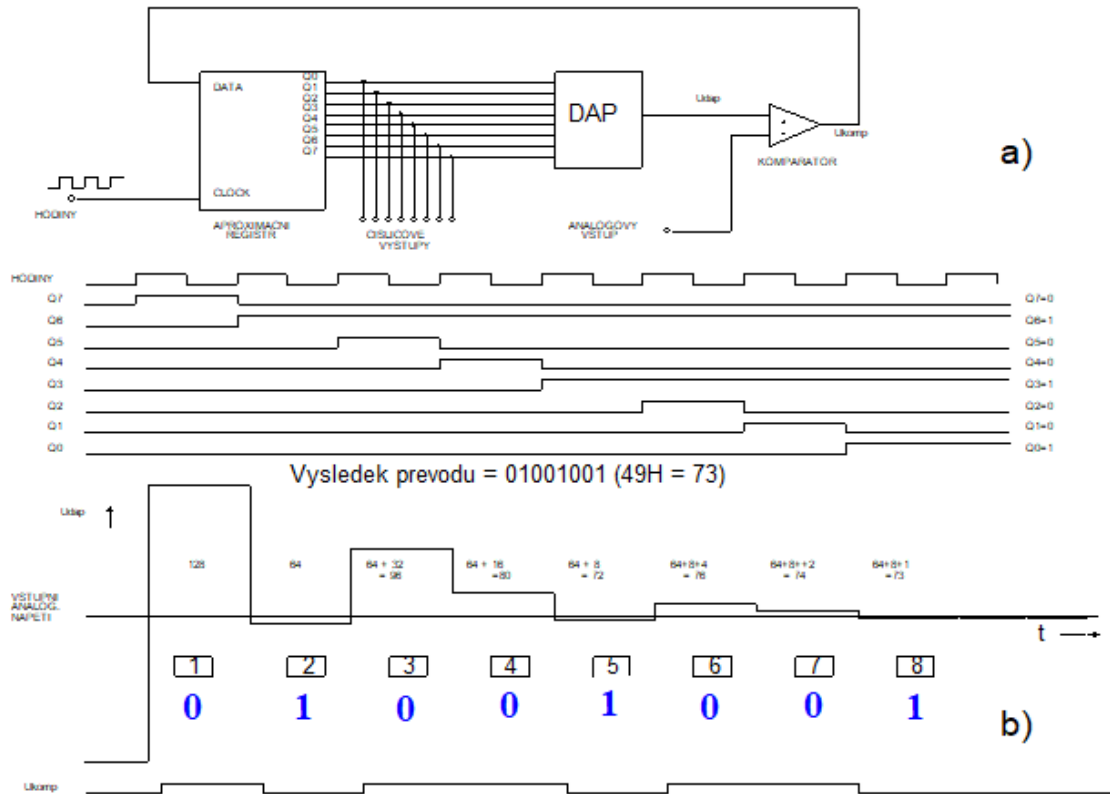 DATA
CLOCK
Q0
Q1
Q2
Q3
Q4
Q5
Q6
Q7
DAP
Udap
Ukomp
KOMPARATOR
a)
HODINY
APROXIMACNI
REGISTR
CISLICOVE
VYSTUPY
ANALOGOVY
VSTUP
HODINY
Q7 Q7=0
Q6 Q6=1
Q5 Q5=0
Q4 Q4=0
Q3 Q3=1
Q2 Q2=0
Q1 Q1=0
Q0 Q0=1
Vysledek prevodu = 01001001 (49H = 73)
Udap
128 64 64 + 32 64 + 16 64 + 8 64+8+4 64+8++2 64+8+1
= 96 =80 = 72 = 76 = 74 =73
VSTUPNI
ANALOG.
NAPETI
t
1 2 3 4 5 6 7 8
0 1 0 0 1 0 0 1
b)
Ukomp